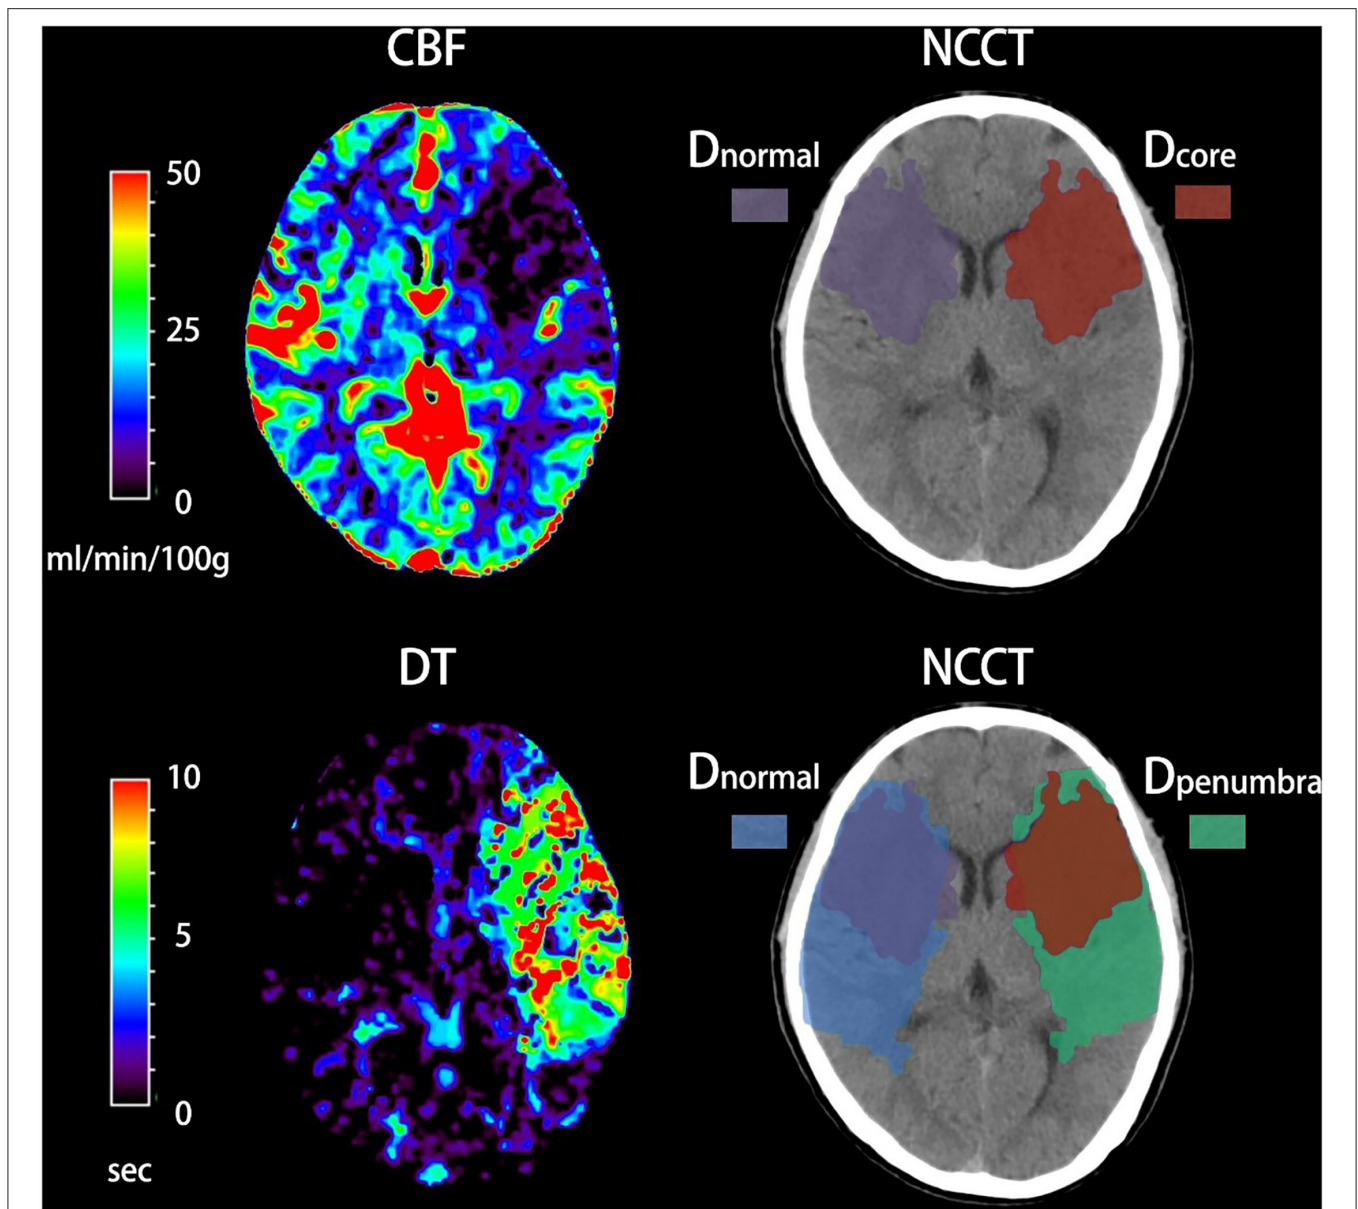 CBF
NCCT
Dnormal
Dcore
50
25
0
ml/min/100g
DT
NCCT
Dnormal
Dpenumbra
10
5
0
sec